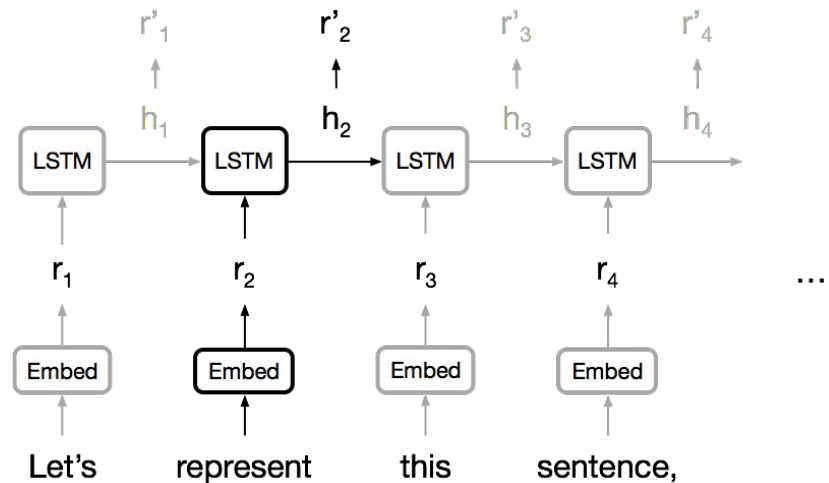 r'₁ r'₂ r'₃ r'₄
h₁ h₂ h₃ h₄
LSTM LSTM LSTM LSTM
r₁ r₂ r₃ r₄ ...
Embed Embed Embed Embed
Let's represent this sentence,